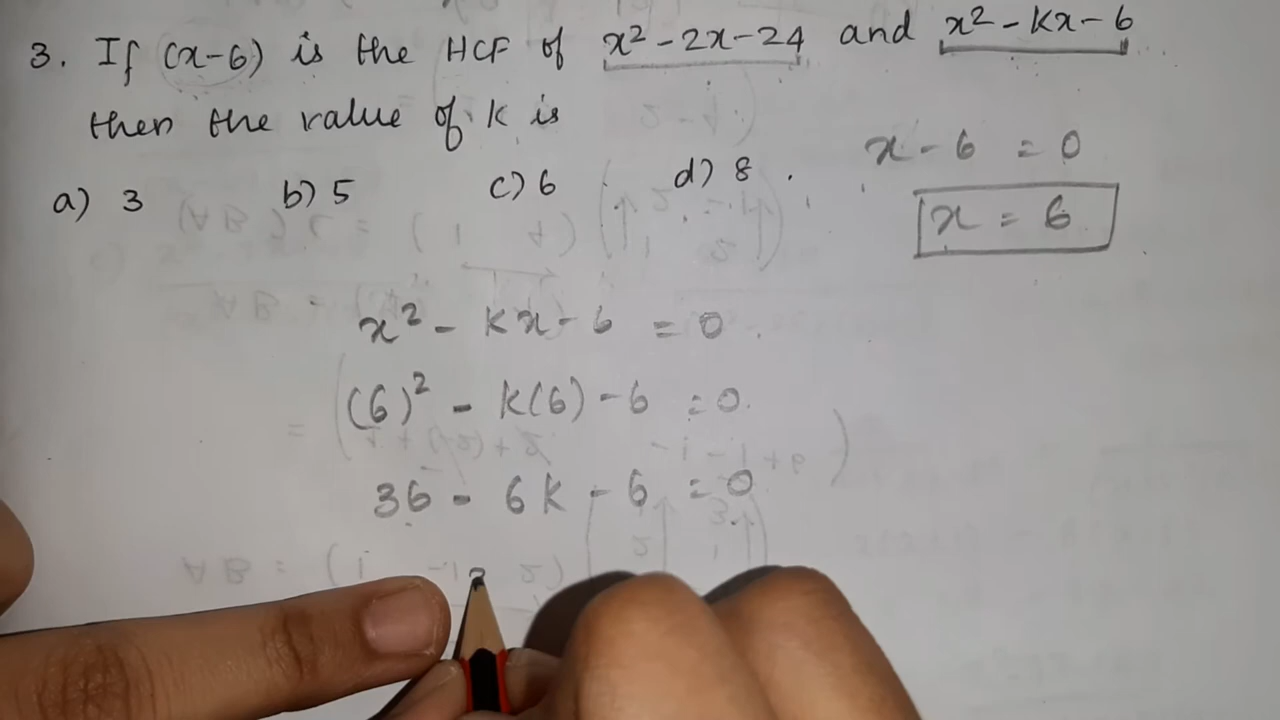 3. If (x-6) is the HCF of x² - 2x - 24 and x² - kx - 6
then the value of k is
a) 3 b) 5 c) 6 d) 8 .
x - 6 = 0
x = 6
x² - kx - 6 = 0 .
(6)² - k(6) - 6 = 0.
36 - 6k - 6 = 0